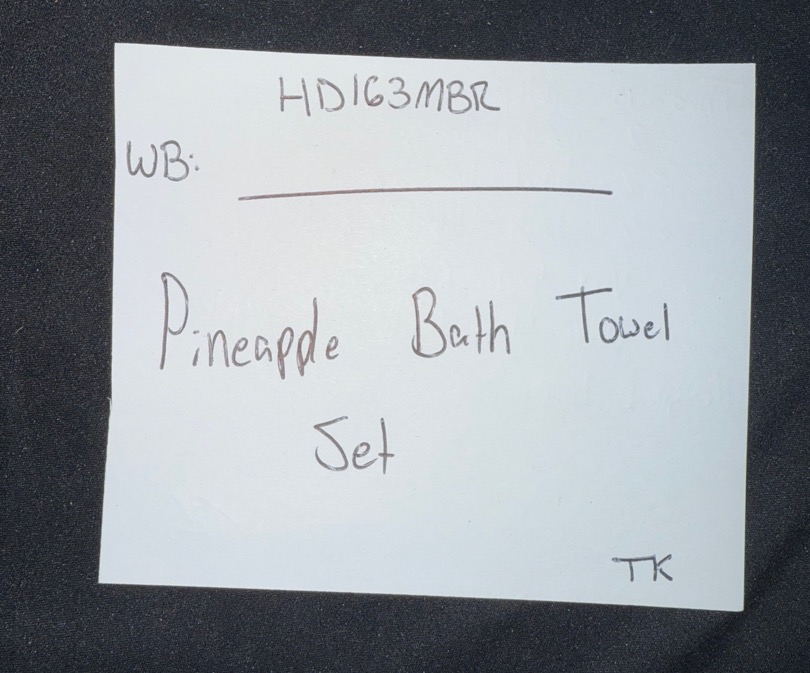 HD163MBR
WB:
Pineapple Bath Towel
Set
TK